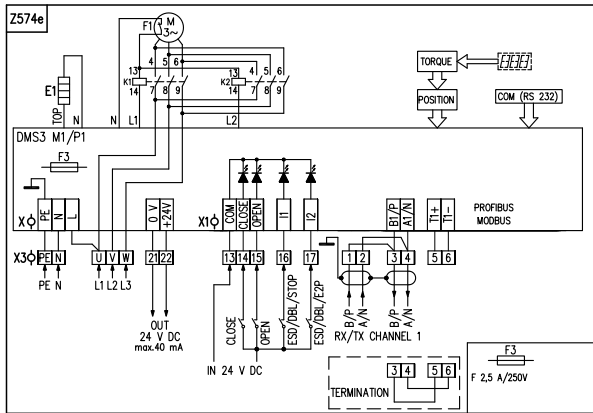 Z574e
F1 M 3~
E1
TOP N
N L1 L2
K1 13 14
4 5 6
7 8 9
K2 13 14
4 5 6
7 8 9
TORQUE
POSITION
COM (RS 232)
DMS3 M1/P1
F3
X PE N L
0 V +24V
X1 COM CLOSE OPEN I1 I2
B1/P A1/N T1+ T1-
PROFIBUS
MODBUS
X3 PE N U V W 21 22 13 14 15 16 17 1 2 3 4 5 6
PE N L1 L2 L3
OUT
24 V DC
max.40 mA
CLOSE OPEN ESD/DBL/STOP ESD/DBL/E2P
IN 24 V DC
B/P A/N B/P A/N
RX/TX CHANNEL 1
TERMINATION
3 4 5 6
F3
F 2,5 A/250V